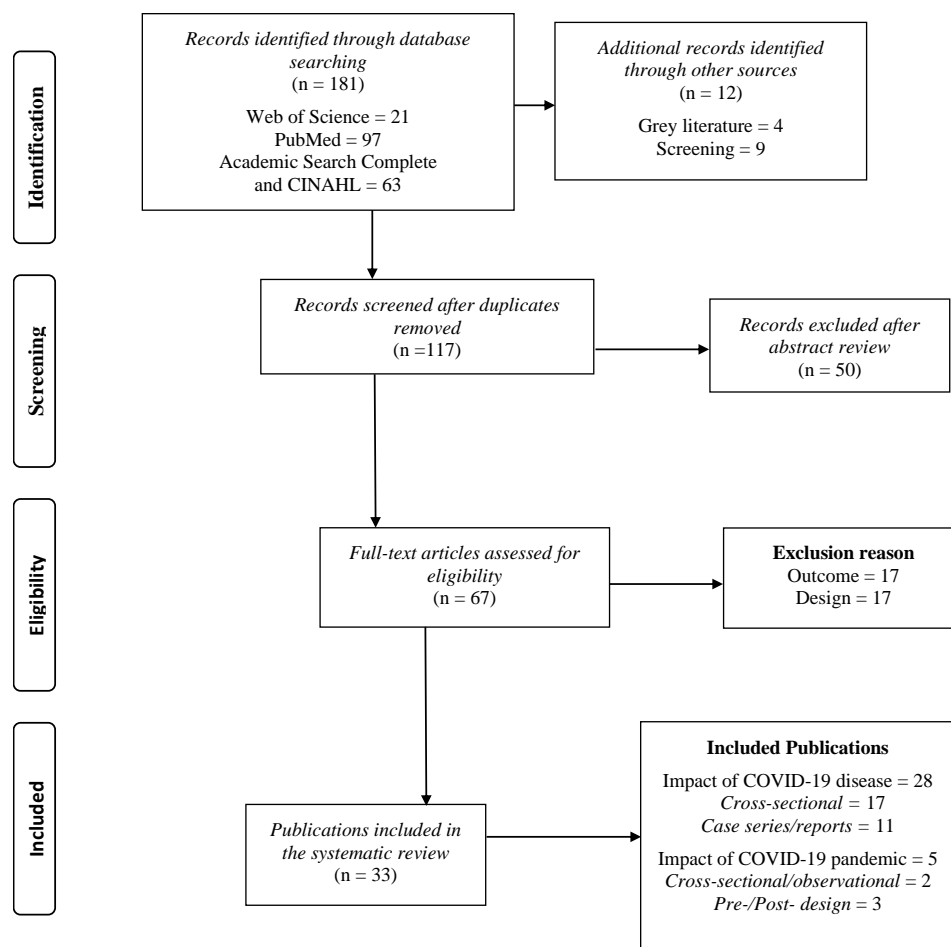 Identification
Records identified through database
searching
(n = 181)
Web of Science = 21
PubMed = 97
Academic Search Complete
and CINAHL = 63
Additional records identified
through other sources
(n = 12)
Grey literature = 4
Screening = 9
Screening
Records screened after duplicates
removed
(n =117)
Records excluded after
abstract review
(n = 50)
Eligibility
Full-text articles assessed for
eligibility
(n = 67)
Exclusion reason
Outcome = 17
Design = 17
Included
Publications included in
the systematic review
(n = 33)
Included Publications
Impact of COVID-19 disease = 28
Cross-sectional = 17
Case series/reports = 11
Impact of COVID-19 pandemic = 5
Cross-sectional/observational = 2
Pre-/Post- design = 3